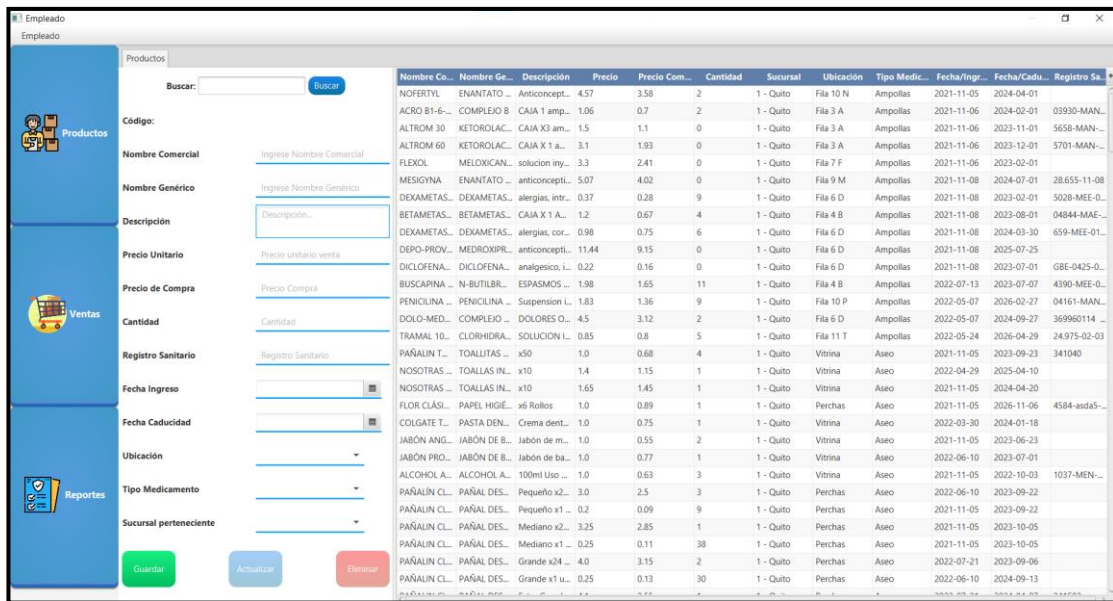 Empleado
Empleado
Productos
Ventas
Reportes
Productos
Buscar: Buscar
Código:
Nombre Comercial Ingrese Nombre Comercial
Nombre Genérico Ingrese Nombre Genérico
Descripción Descripción...
Precio Unitario Precio unitario venta
Precio de Compra Precio Compra
Cantidad Cantidad
Registro Sanitario Registro Sanitario
Fecha Ingreso
Fecha Caducidad
Ubicación
Tipo Medicamento
Sucursal perteneciente
Guardar Actualizar Eliminar
Nombre Co... Nombre Ge... Descripción Precio Precio Com... Cantidad Sucursal Ubicación Tipo Medic... Fecha/Ingr... Fecha/Cadu... Registro Sa...
NOFERTYL ENANTATO ... Anticoncept... 4.57 3.58 2 1 - Quito Fila 10 N Ampollas 2021-11-05 2024-04-01
ACRO B1-6-... COMPLEJO B CAJA 1 amp... 1.06 0.7 2 1 - Quito Fila 3 A Ampollas 2021-11-06 2024-02-01 03930-MAN...
ALTROM 30 KETOROLAC... CAJA X3 am... 1.5 1.1 0 1 - Quito Fila 3 A Ampollas 2021-11-06 2023-11-01 5658-MAN-...
ALTROM 60 KETOROLAC... CAJA X 1 a... 3.1 1.93 0 1 - Quito Fila 3 A Ampollas 2021-11-06 2023-12-01 5701-MAN-...
FLEXOL MELOXICAN... solucion iny... 3.3 2.41 0 1 - Quito Fila 7 F Ampollas 2021-11-06 2023-02-01
MESIGYNA ENANTATO ... anticoncepti... 5.07 4.02 0 1 - Quito Fila 9 M Ampollas 2021-11-08 2024-07-01 28.655-11-08
DEXAMETAS... DEXAMETAS... alergias, intr... 0.37 0.28 9 1 - Quito Fila 6 D Ampollas 2021-11-08 2023-02-01 5028-MEE-0...
BETAMETAS... BETAMETAS... CAJA X 1 A... 1.2 0.67 4 1 - Quito Fila 4 B Ampollas 2021-11-08 2023-08-01 04844-MAE-...
DEXAMETAS... DEXAMETAS... alergias, cor... 0.98 0.75 6 1 - Quito Fila 6 D Ampollas 2021-11-08 2024-03-30 659-MEE-01...
DEPO-PROV... MEDROXIPR... anticoncepti... 11.44 9.15 0 1 - Quito Fila 6 D Ampollas 2021-11-08 2025-07-25
DICLOFENA... DICLOFENA... analgesico, i... 0.22 0.16 0 1 - Quito Fila 6 D Ampollas 2021-11-08 2023-07-01 GBE-0425-0...
BUSCAPINA ... N-BUTILBR... ESPASMOS ... 1.98 1.65 11 1 - Quito Fila 4 B Ampollas 2022-07-13 2023-07-07 4390-MEE-0...
PENICILINA ... PENICILINA ... Suspension i... 1.83 1.36 9 1 - Quito Fila 10 P Ampollas 2022-05-07 2026-02-27 04161-MAN...
DOLO-MED... COMPLEJO ... DOLORES O... 4.5 3.12 2 1 - Quito Fila 6 D Ampollas 2022-05-07 2024-09-27 369960114 ...
TRAMAL 10... CLORHIDRA... SOLUCION I... 0.85 0.8 5 1 - Quito Fila 11 T Ampollas 2022-05-24 2026-04-29 24.975-02-03
PAÑALIN T... TOALLITAS ... x50 1.0 0.68 4 1 - Quito Vitrina Aseo 2021-11-05 2023-09-23 341040
NOSOTRAS ... TOALLAS IN... x10 1.4 1.15 1 1 - Quito Vitrina Aseo 2022-04-29 2025-04-10
NOSOTRAS ... TOALLAS IN... x10 1.65 1.45 1 1 - Quito Vitrina Aseo 2021-11-05 2024-04-20
FLOR CLÁSI... PAPEL HIGIÉ... x6 Rollos 1.0 0.89 1 1 - Quito Perchas Aseo 2021-11-05 2026-11-06 4584-asda5-...
COLGATE T... PASTA DEN... Crema dent... 1.0 0.75 1 1 - Quito Vitrina Aseo 2022-03-30 2024-01-18
JABÓN ANG... JABÓN DE B... Jabón de m... 1.0 0.55 2 1 - Quito Vitrina Aseo 2021-11-05 2023-06-23
JABÓN PRO... JABÓN DE B... Jabón de ba... 1.0 0.77 1 1 - Quito Vitrina Aseo 2022-06-10 2023-07-01
ALCOHOL A... ALCOHOL A... 100ml Uso ... 1.0 0.63 3 1 - Quito Vitrina Aseo 2021-11-05 2022-10-03 1037-MEN-...
PAÑALÍN CL... PAÑAL DES... Pequeño x2... 3.0 2.5 3 1 - Quito Perchas Aseo 2022-06-10 2023-09-22
PAÑALIN CL... PAÑAL DES... Pequeño x1 ... 0.2 0.09 9 1 - Quito Perchas Aseo 2021-11-05 2023-09-22
PAÑALIN CL... PAÑAL DES... Mediano x2... 3.25 2.85 1 1 - Quito Perchas Aseo 2021-11-05 2023-10-05
PAÑALIN CL... PAÑAL DES... Mediano x1 ... 0.25 0.11 38 1 - Quito Perchas Aseo 2021-11-05 2023-10-05
PAÑALIN CL... PAÑAL DES... Grande x24 ... 4.0 3.15 2 1 - Quito Perchas Aseo 2022-07-21 2023-09-06
PAÑALIN CL... PAÑAL DES... Grande x1 u... 0.25 0.13 30 1 - Quito Perchas Aseo 2022-06-10 2024-09-13